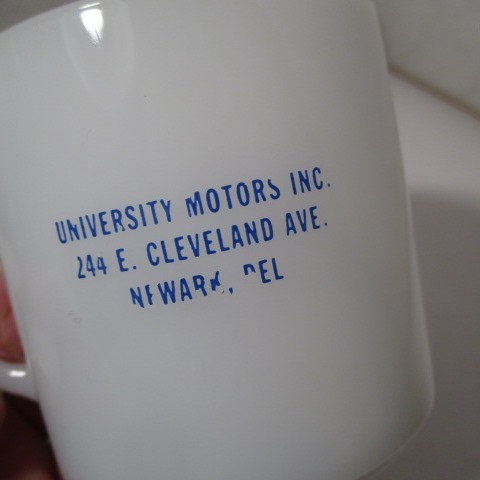 UNIVERSITY MOTORS INC.
244 E. CLEVELAND AVE.
NEWARK, DEL